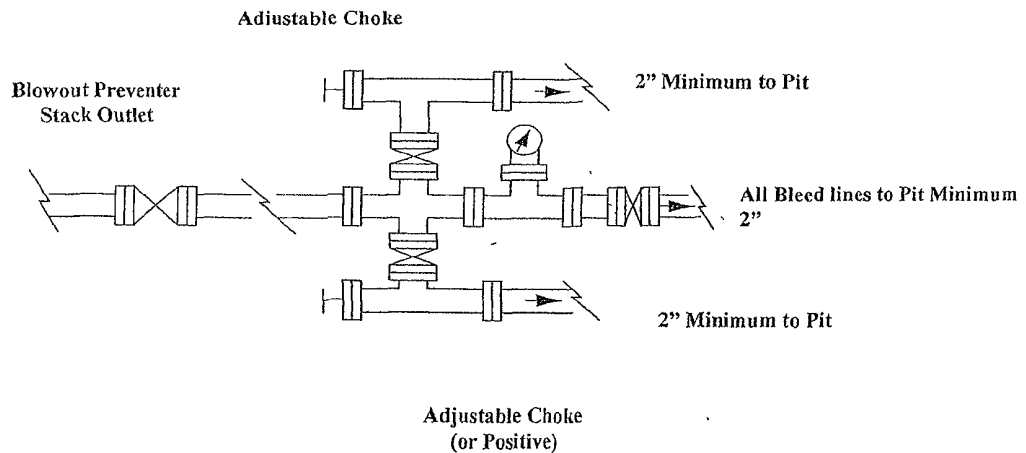 Adjustable Choke
Blowout Preventer
Stack Outlet
2” Minimum to Pit
All Bleed lines to Pit Minimum
2”
2” Minimum to Pit
Adjustable Choke
(or Positive)